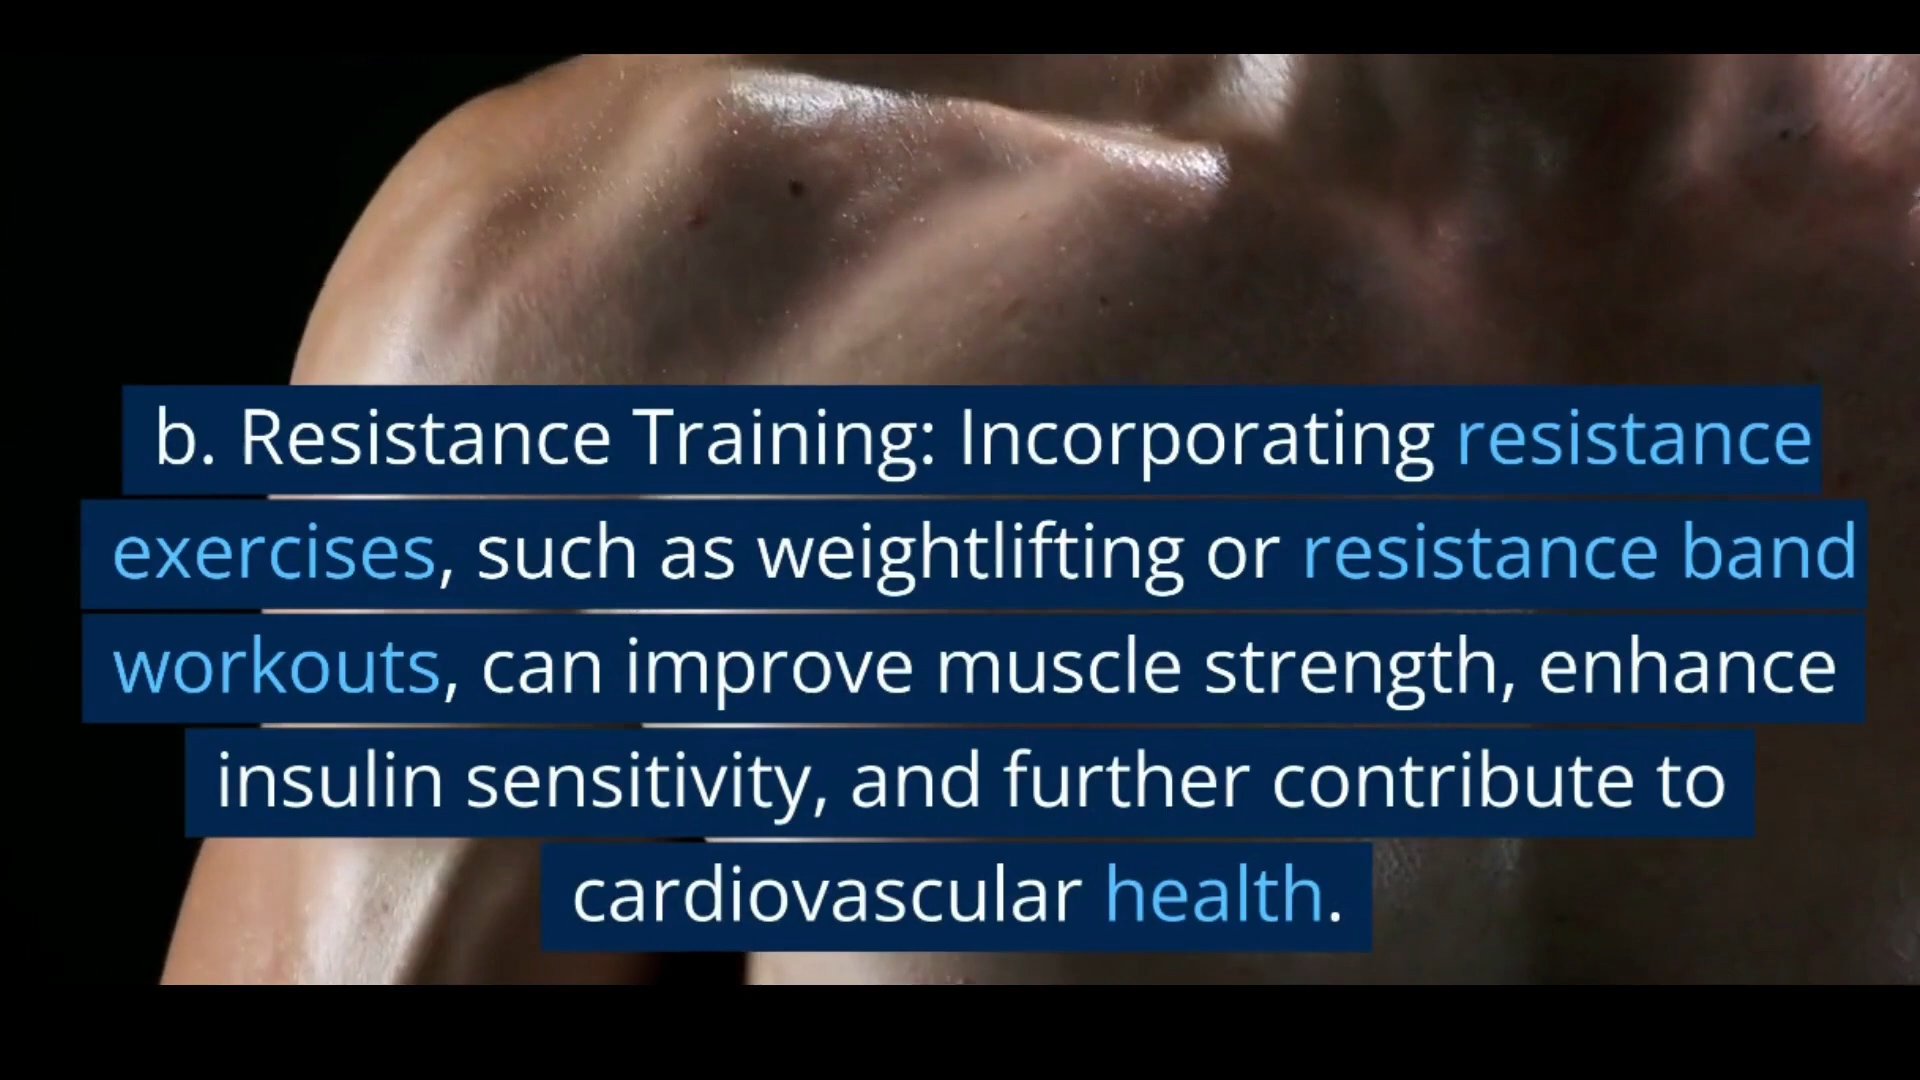 b. Resistance Training: Incorporating resistance
exercises, such as weightlifting or resistance band
workouts, can improve muscle strength, enhance
insulin sensitivity, and further contribute to
cardiovascular health.